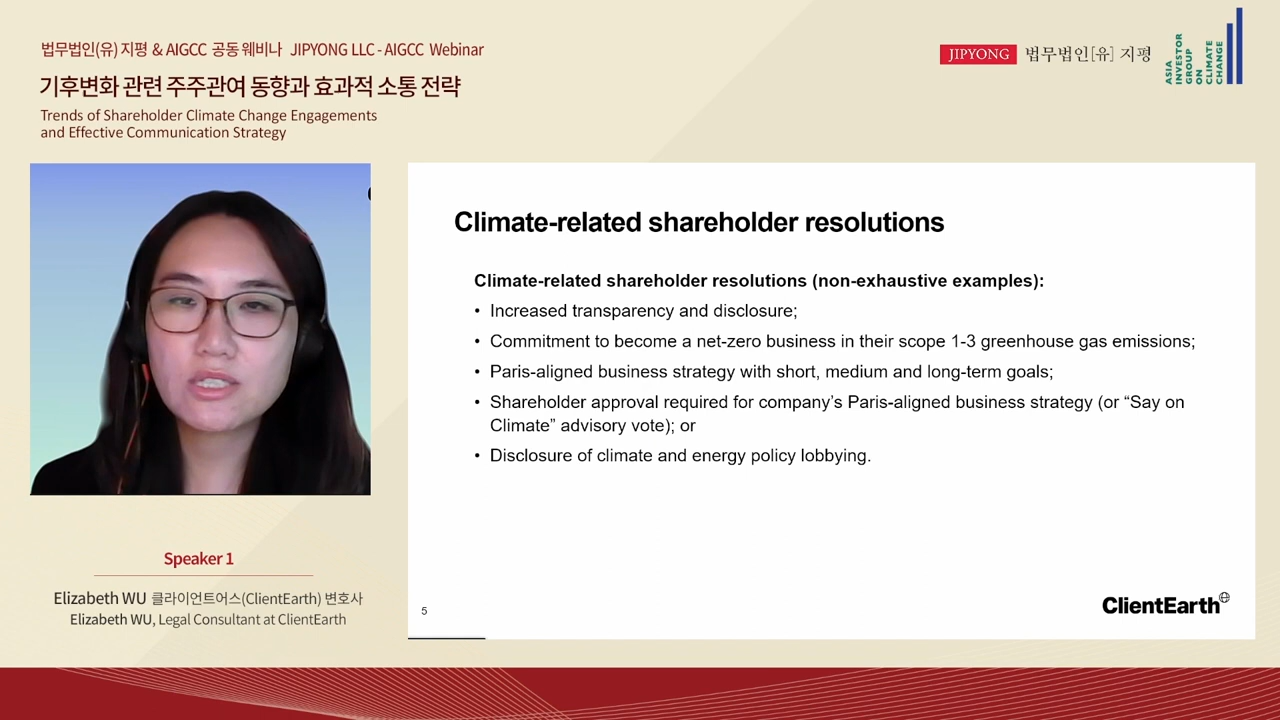 법무법인(유) 지평 & AIGCC 공동 웨비나 JIPYONG LLC - AIGCC Webinar
기후변화 관련 주주관여 동향과 효과적 소통 전략
Trends of Shareholder Climate Change Engagements
and Effective Communication Strategy
JIPYONG 법무법인[유] 지평
ASIA
INVESTOR
GROUP
ON
CLIMATE
CHANGE
Climate-related shareholder resolutions
Climate-related shareholder resolutions (non-exhaustive examples):
• Increased transparency and disclosure;
• Commitment to become a net-zero business in their scope 1-3 greenhouse gas emissions;
• Paris-aligned business strategy with short, medium and long-term goals;
• Shareholder approval required for company’s Paris-aligned business strategy (or “Say on
Climate” advisory vote); or
• Disclosure of climate and energy policy lobbying.
5
ClientEarth
Speaker 1
Elizabeth WU 클라이언트어스(ClientEarth) 변호사
Elizabeth WU, Legal Consultant at ClientEarth